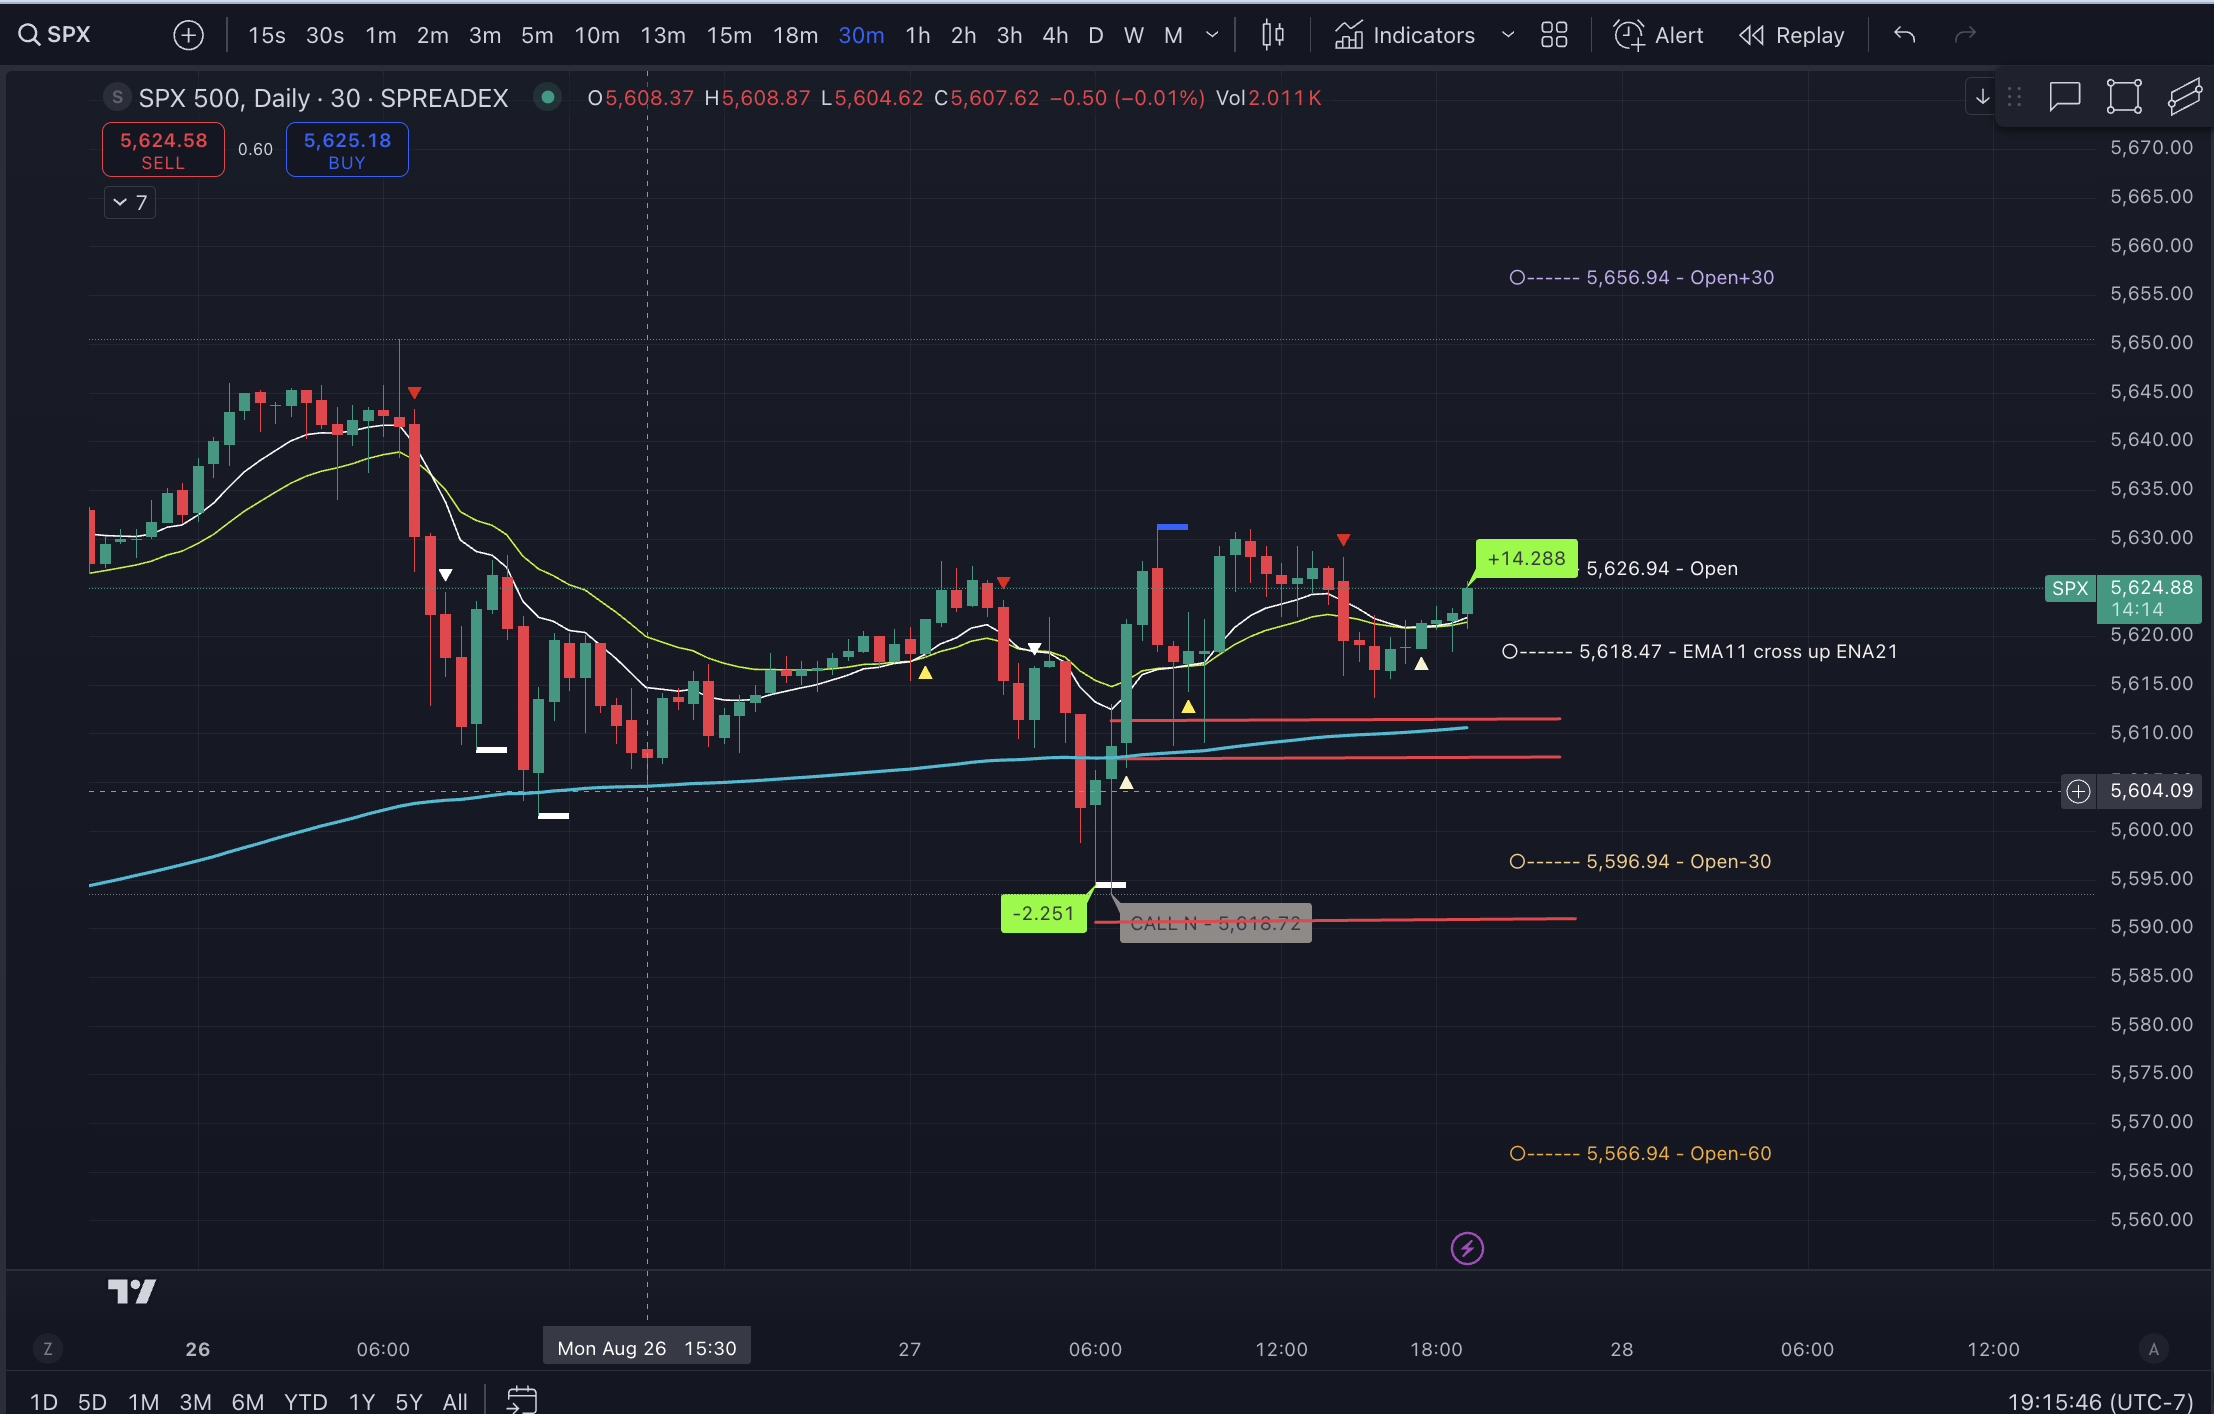 SPX 15s 30s 1m 2m 3m 5m 10m 13m 15m 18m 30m 1h 2h 3h 4h D W M Indicators Alert Replay
S SPX 500, Daily · 30 · SPREADEX O5,608.37 H5,608.87 L5,604.62 C5,607.62 −0.50 (−0.01%) Vol2.011K
5,624.58 SELL
0.60
5,625.18 BUY
7
5,670.00
5,665.00
5,660.00
5,656.94 - Open+30
5,655.00
5,650.00
5,645.00
5,640.00
5,635.00
5,630.00
+14.288
5,626.94 - Open
SPX 5,624.88
14:14
5,620.00
5,618.47 - EMA11 cross up ENA21
5,615.00
5,610.00
5,604.09
5,600.00
5,596.94 - Open-30
5,595.00
-2.251
CALL N - 5,618.72
5,590.00
5,585.00
5,580.00
5,575.00
5,570.00
5,566.94 - Open-60
5,565.00
5,560.00
Z 26 06:00 Mon Aug 26 15:30 27 06:00 12:00 18:00 28 06:00 12:00 A
1D 5D 1M 3M 6M YTD 1Y 5Y All 19:15:46 (UTC-7)